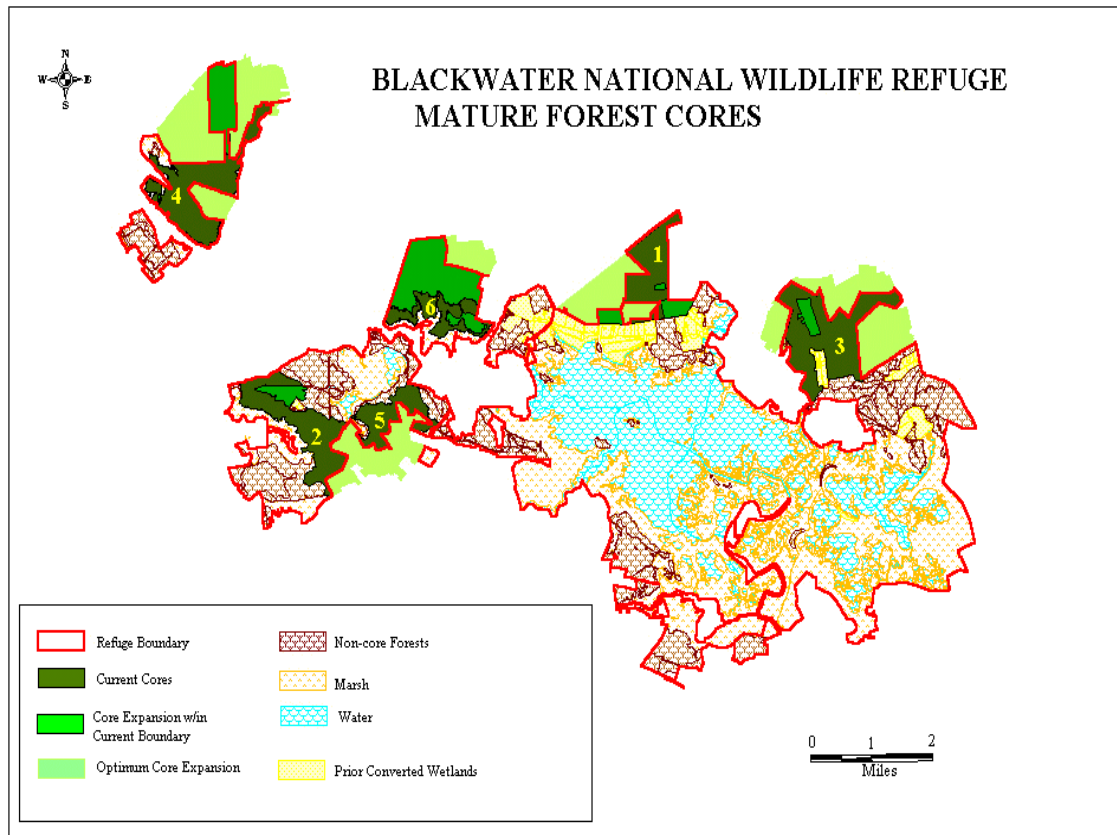 N
W E
S
BLACKWATER NATIONAL WILDLIFE REFUGE
MATURE FOREST CORES
4
1
6
3
2
5
Refuge Boundary
Current Cores
Core Expansion w/in
Current Boundary
Optimum Core Expansion
Non-core Forests
Marsh
Water
Prior Converted Wetlands
0 1 2
Miles